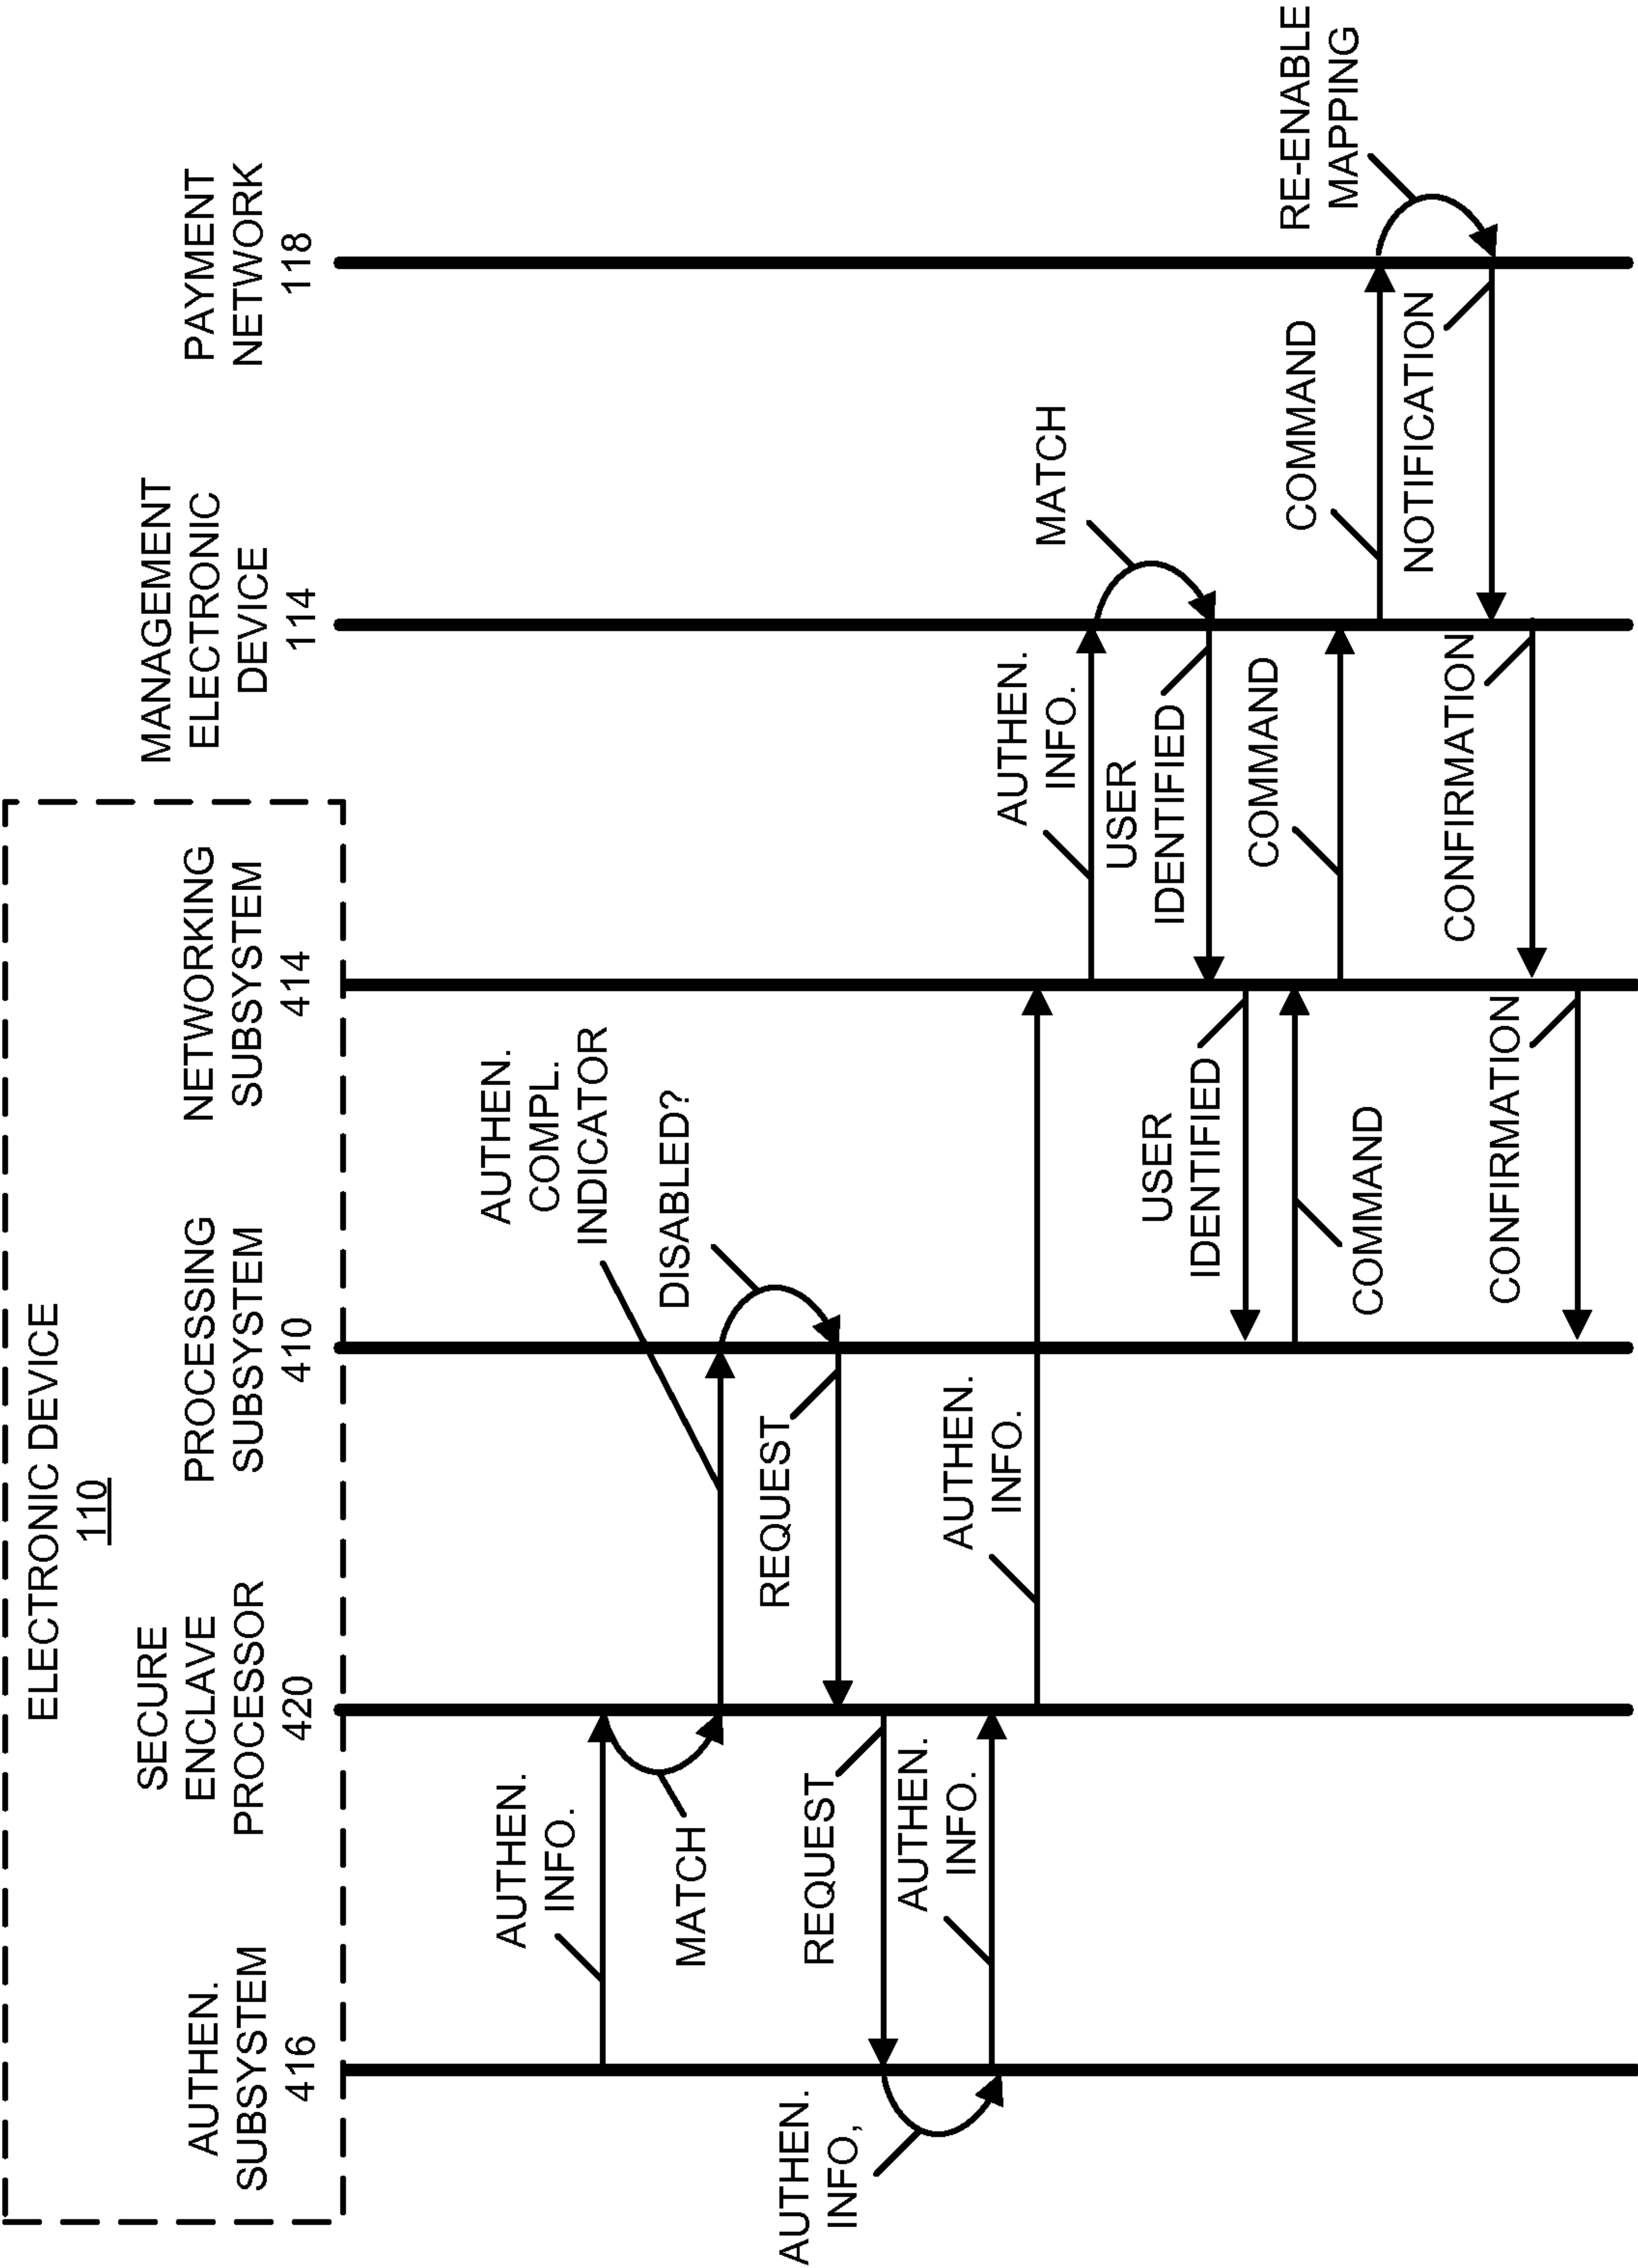 ELECTRONIC DEVICE
110
AUTHEN.
SUBSYSTEM
416
SECURE
ENCLAVE
PROCESSOR
420
PROCESSING
SUBSYSTEM
410
NETWORKING
SUBSYSTEM
414
MANAGEMENT
ELECTRONIC
DEVICE
114
PAYMENT
NETWORK
118
AUTHEN.
INFO.
MATCH
AUTHEN.
COMPL.
INDICATOR
DISABLED?
REQUEST
REQUEST
AUTHEN.
INFO,
AUTHEN.
INFO.
AUTHEN.
INFO.
AUTHEN.
INFO.
MATCH
USER
IDENTIFIED
USER
IDENTIFIED
COMMAND
COMMAND
COMMAND
RE-ENABLE
MAPPING
NOTIFICATION
CONFIRMATION
CONFIRMATION